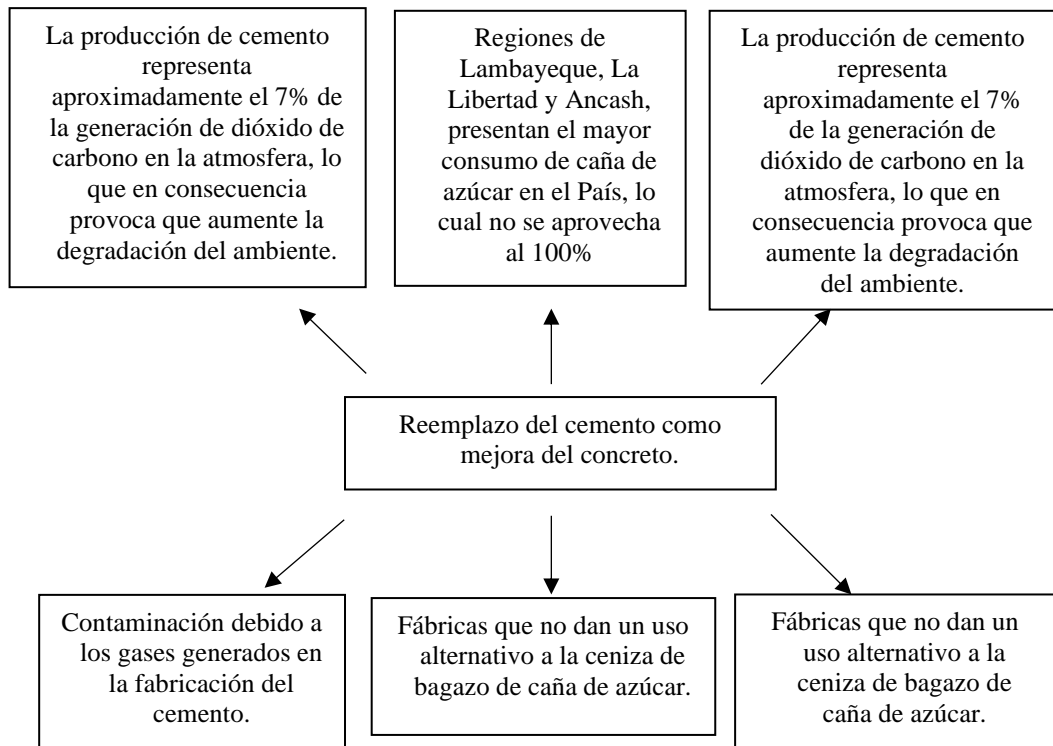 La producción de cemento
representa
aproximadamente el 7% de
la generación de dióxido de
carbono en la atmosfera, lo
que en consecuencia
provoca que aumente la
degradación del ambiente.
Regiones de
Lambayeque, La
Libertad y Ancash,
presentan el mayor
consumo de caña de
azúcar en el País, lo
cual no se aprovecha
al 100%
La producción de cemento
representa
aproximadamente el 7%
de la generación de
dióxido de carbono en la
atmosfera, lo que en
consecuencia provoca que
aumente la degradación
del ambiente.
Reemplazo del cemento como
mejora del concreto.
Contaminación debido a
los gases generados en
la fabricación del
cemento.
Fábricas que no dan un uso
alternativo a la ceniza de
bagazo de caña de azúcar.
Fábricas que no dan un
uso alternativo a la
ceniza de bagazo de
caña de azúcar.